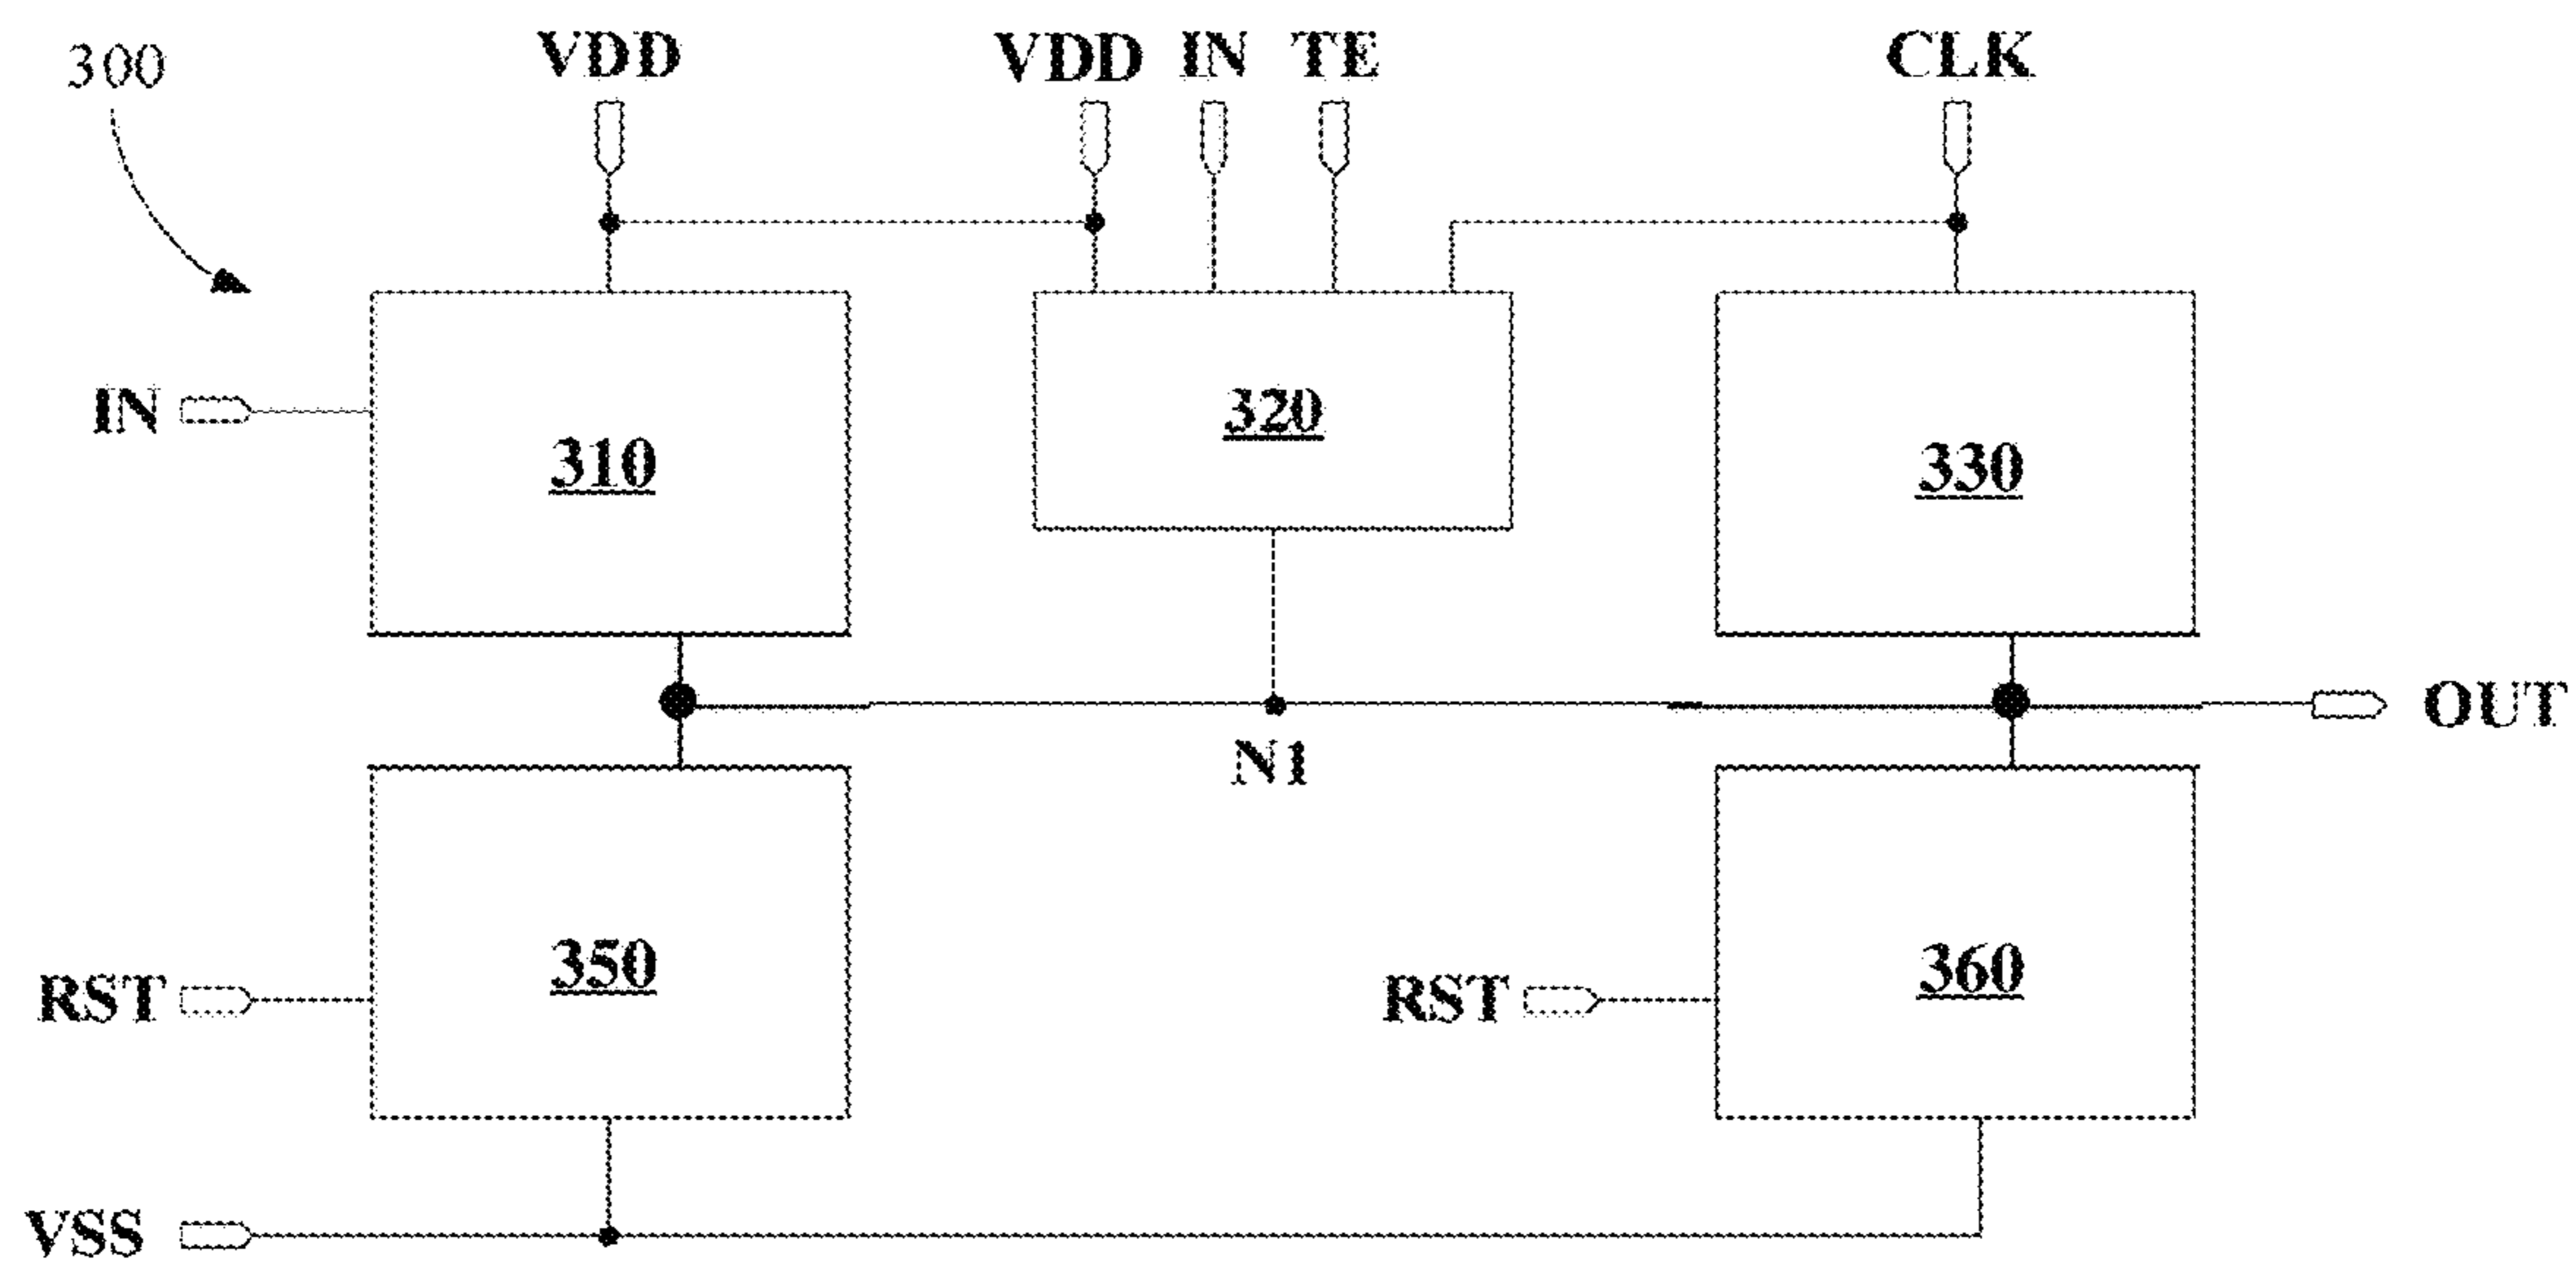 300
VDD VDD IN TE CLK
IN 310 320 330
N1 OUT
350 360
RST RST
VSS